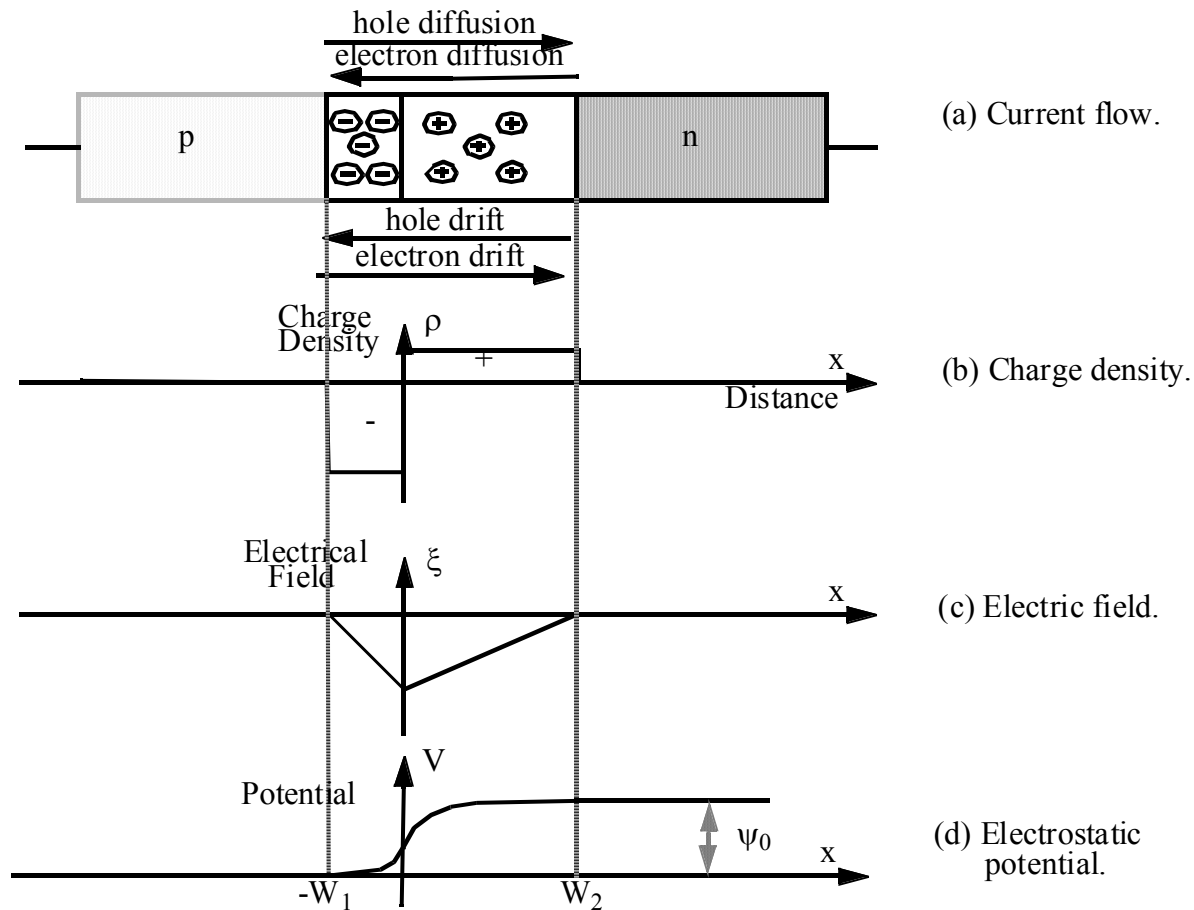 hole diffusion
electron diffusion
p
n
(a) Current flow.
hole drift
electron drift
Charge
Density
ρ
+
-
x
Distance
(b) Charge density.
Electrical
Field
ξ
x
(c) Electric field.
Potential
V
ψ0
x
-W1
W2
(d) Electrostatic
potential.